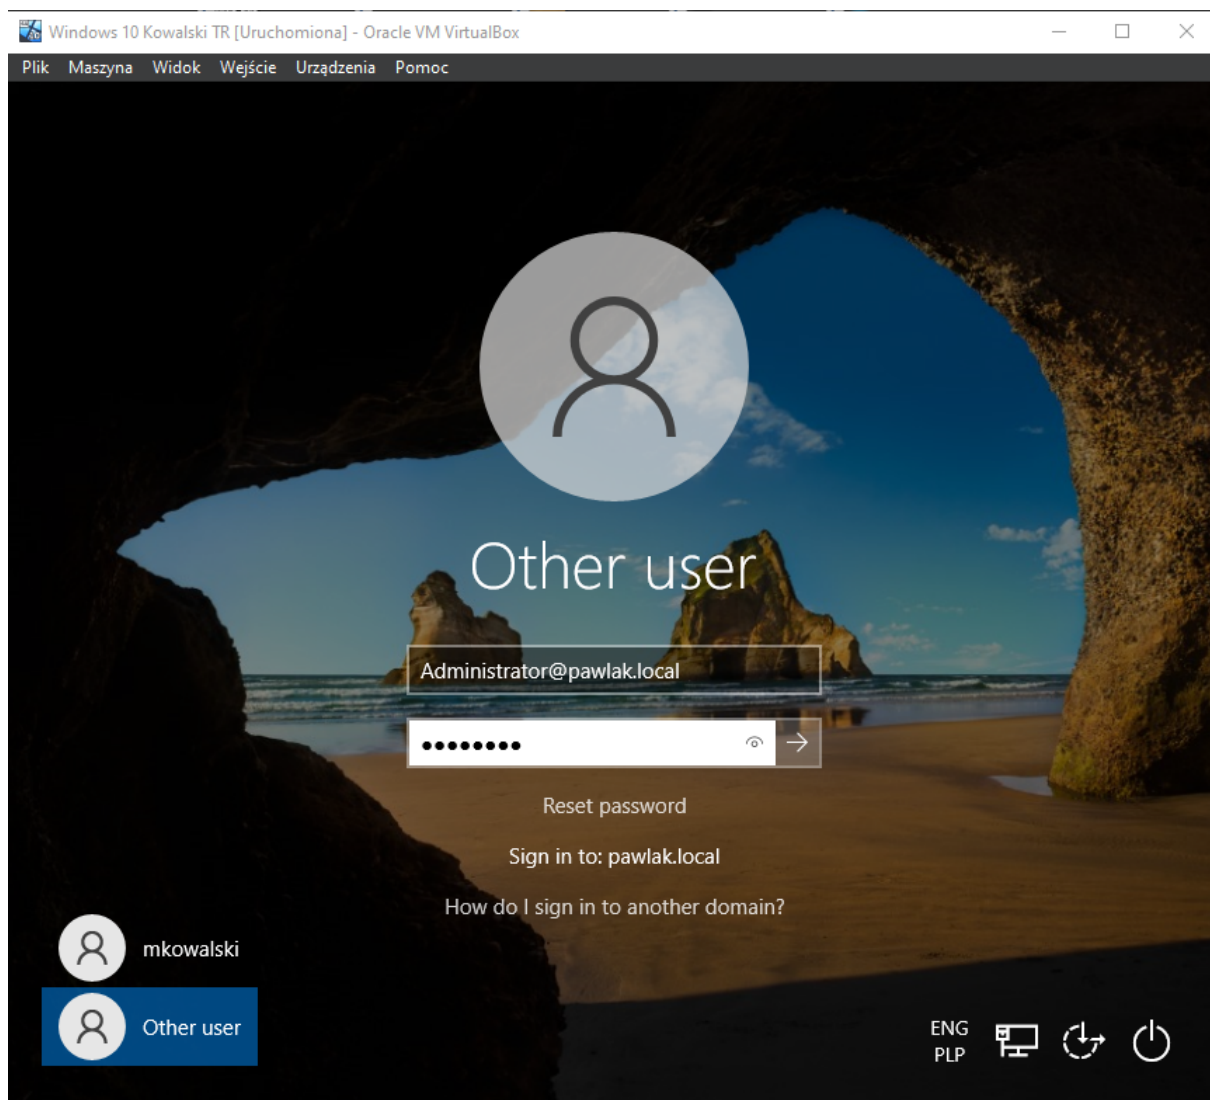 Windows 10 Kowalski TR [Uruchomiona] - Oracle VM VirtualBox
Plik Maszyna Widok Wejście Urządzenia Pomoc
Other user
Administrator@pawlak.local
Reset password
Sign in to: pawlak.local
How do I sign in to another domain?
mkowalski
Other user
ENG
PLP